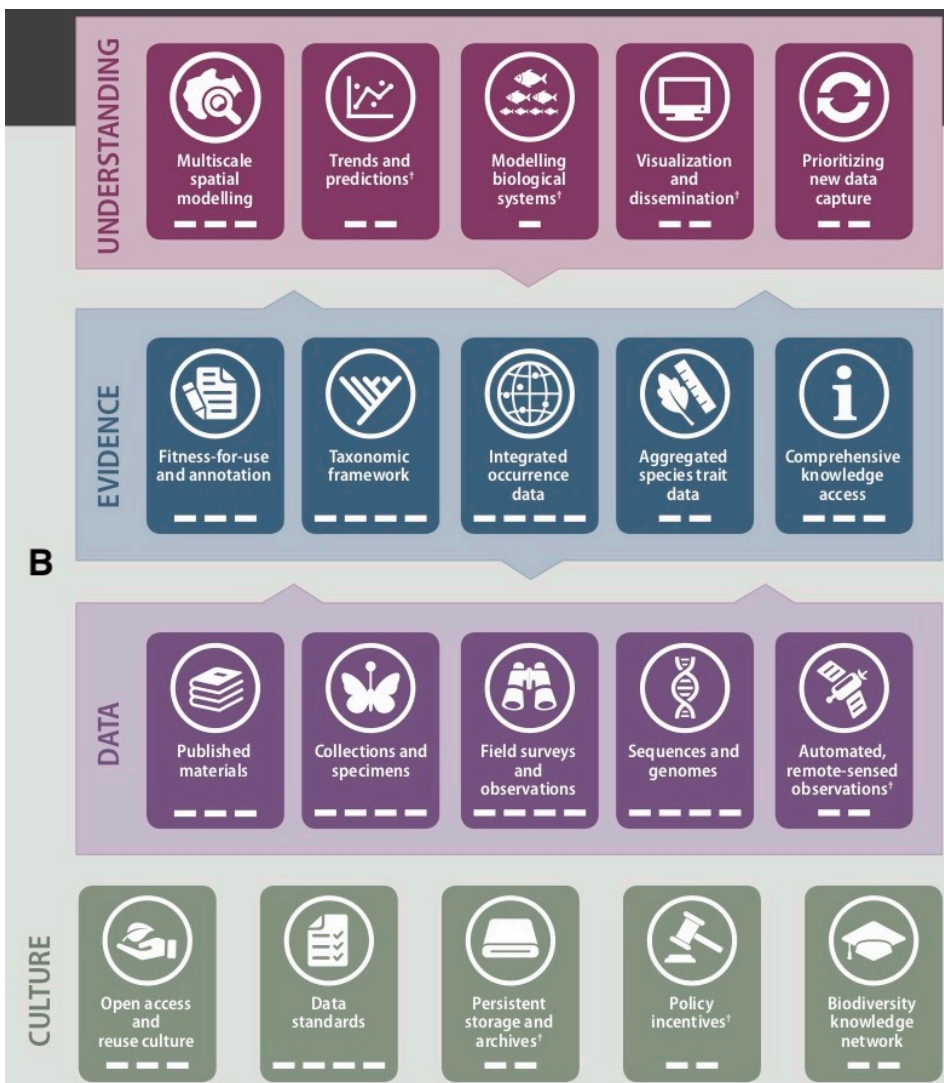 UNDERSTANDING
Multiscale
spatial
modelling
Trends and
predictions†
Modelling
biological
systems†
Visualization
and
dissemination†
Prioritizing
new data
capture
EVIDENCE
Fitness-for-use
and annotation
Taxonomic
framework
Integrated
occurrence
data
Aggregated
species trait
data
Comprehensive
knowledge
access
B
DATA
Published
materials
Collections and
specimens
Field surveys
and
observations
Sequences and
genomes
Automated,
remote-sensed
observations†
CULTURE
Open access
and
reuse culture
Data
standards
Persistent
storage and
archives†
Policy
incentives†
Biodiversity
knowledge
network